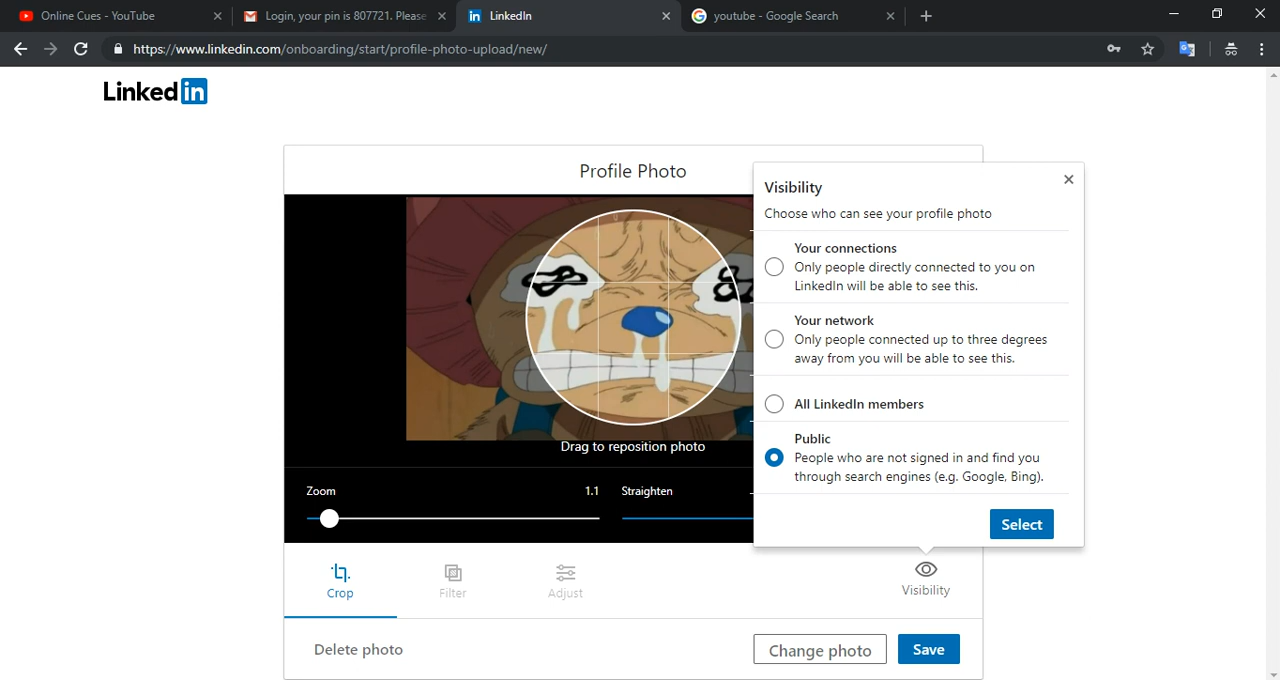 Online Cues - YouTube
Login, your pin is 807721. Please
LinkedIn
youtube - Google Search
https://www.linkedin.com/onboarding/start/profile-photo-upload/new/
Linked in
Profile Photo
Drag to reposition photo
Zoom 1.1 Straighten
Visibility
Choose who can see your profile photo
Your connections
Only people directly connected to you on
LinkedIn will be able to see this.
Your network
Only people connected up to three degrees
away from you will be able to see this.
All LinkedIn members
Public
People who are not signed in and find you
through search engines (e.g. Google, Bing).
Select
Crop Filter Adjust Visibility
Delete photo Change photo Save